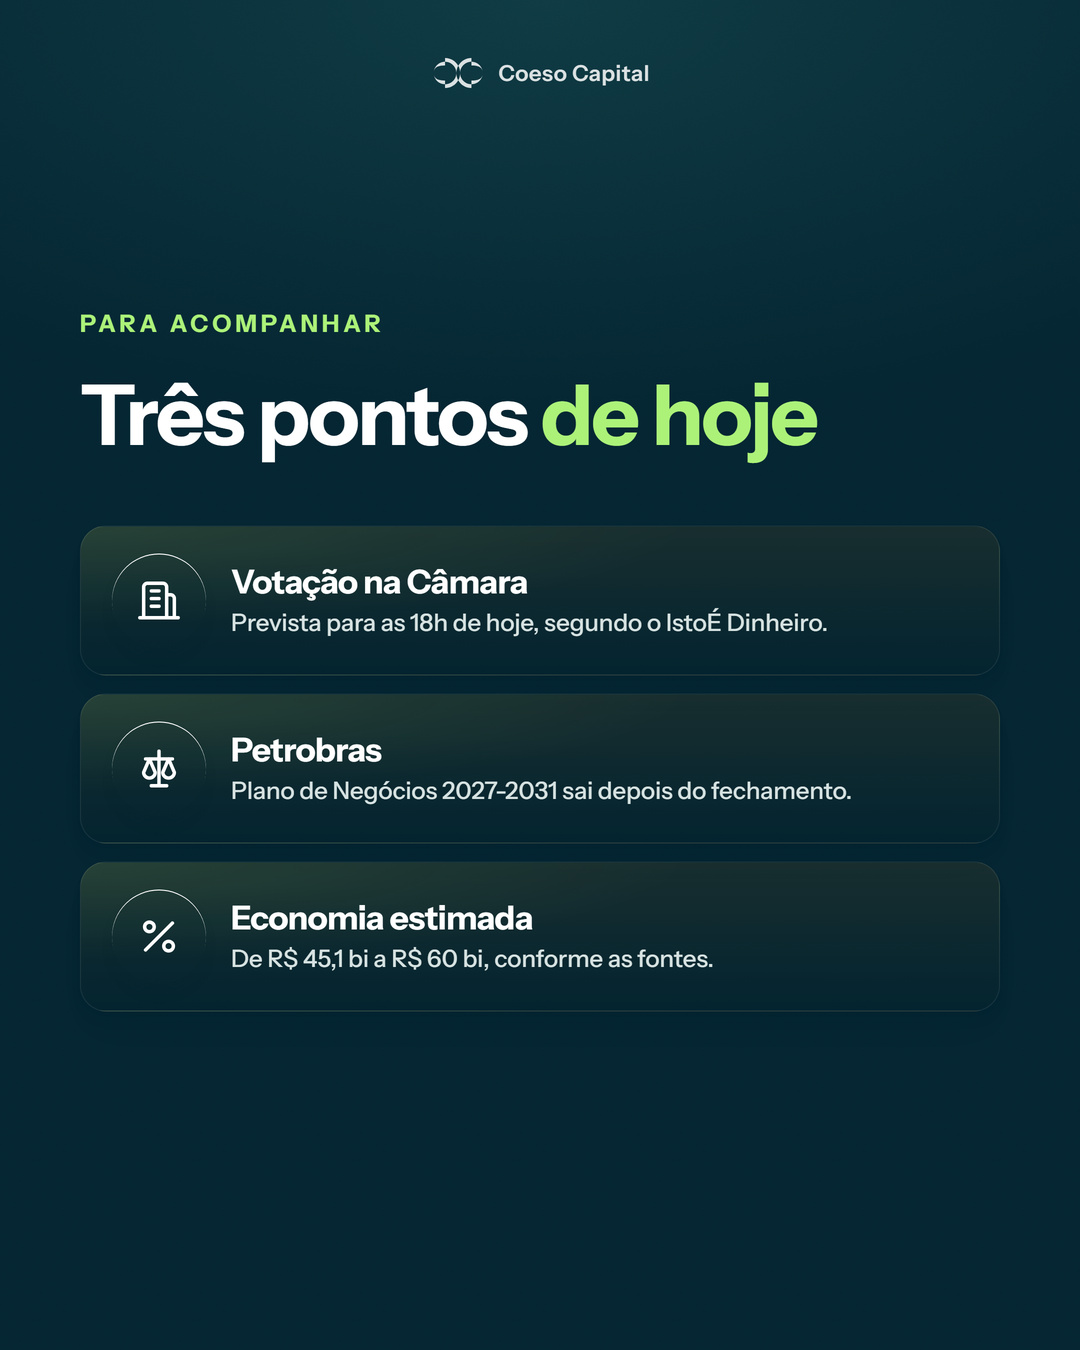 Coeso Capital
PARA ACOMPANHAR
Três pontos de hoje
Votação na Câmara
Prevista para as 18h de hoje, segundo o IstoÉ Dinheiro.
Petrobras
Plano de Negócios 2027-2031 sai depois do fechamento.
Economia estimada
De R$ 45,1 bi a R$ 60 bi, conforme as fontes.